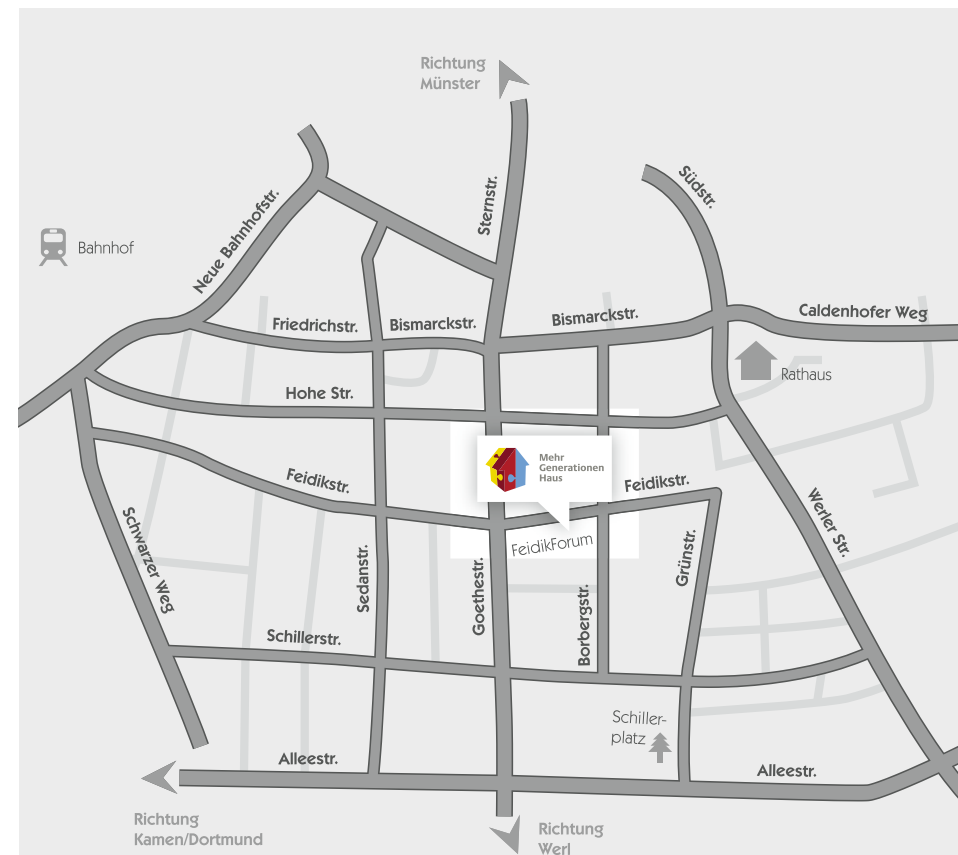 Richtung
Münster
Südstr.
Sternstr.
Neue Bahnhofstr.
Bahnhof
Friedrichstr.
Bismarckstr.
Bismarckstr.
Caldenhofer Weg
Rathaus
Hohe Str.
Mehr
Generationen
Haus
Feidikstr.
Feidikstr.
FeidikForum
Schwarzer Weg
Sedanstr.
Goethestr.
Borbergstr.
Grünstr.
Werler Str.
Schillerstr.
Schiller-
platz
Alleestr.
Alleestr.
Richtung
Kamen/Dortmund
Richtung
Werl